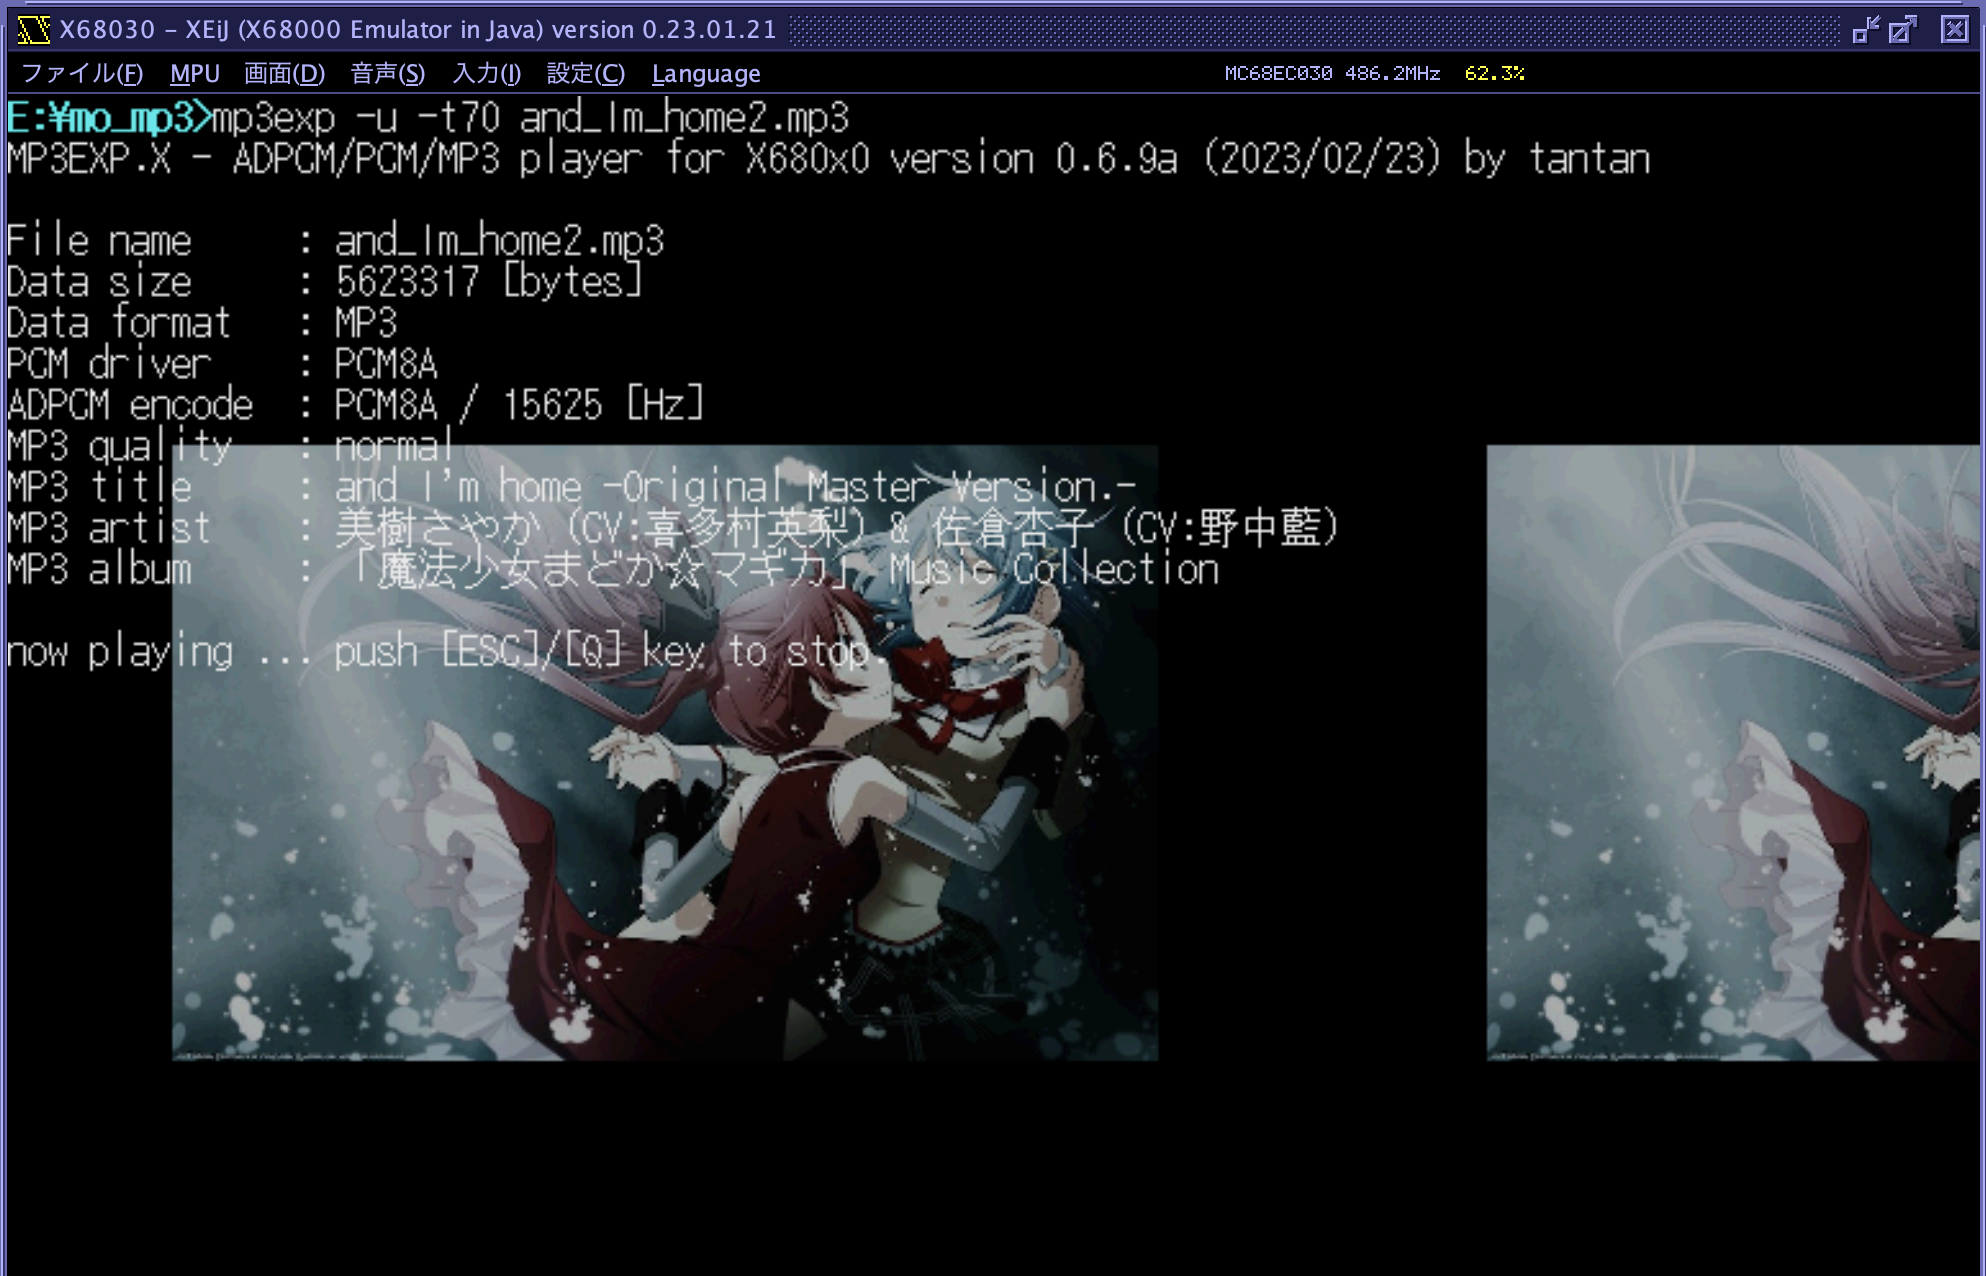 X68030 - XEiJ (X68000 Emulator in Java) version 0.23.01.21
ファイル(F) MPU 画面(D) 音声(S) 入力(I) 設定(C) Language MC68EC030 486.2MHz 62.3%
E:¥mo_mp3>mp3exp -u -t70 and_Im_home2.mp3
MP3EXP.X - ADPCM/PCM/MP3 player for X680x0 version 0.6.9a (2023/02/23) by tantan
File name : and_Im_home2.mp3
Data size : 5623317 [bytes]
Data format : MP3
PCM driver : PCM8A
ADPCM encode : PCM8A / 15625 [Hz]
MP3 quality : normal
MP3 title : and I'm home -Original Master Version.-
MP3 artist : 美樹さやか (CV:喜多村英梨) & 佐倉杏子 (CV:野中藍)
MP3 album : 「魔法少女まどか☆マギカ」 Music Collection
now playing ... push [ESC]/[Q] key to stop.